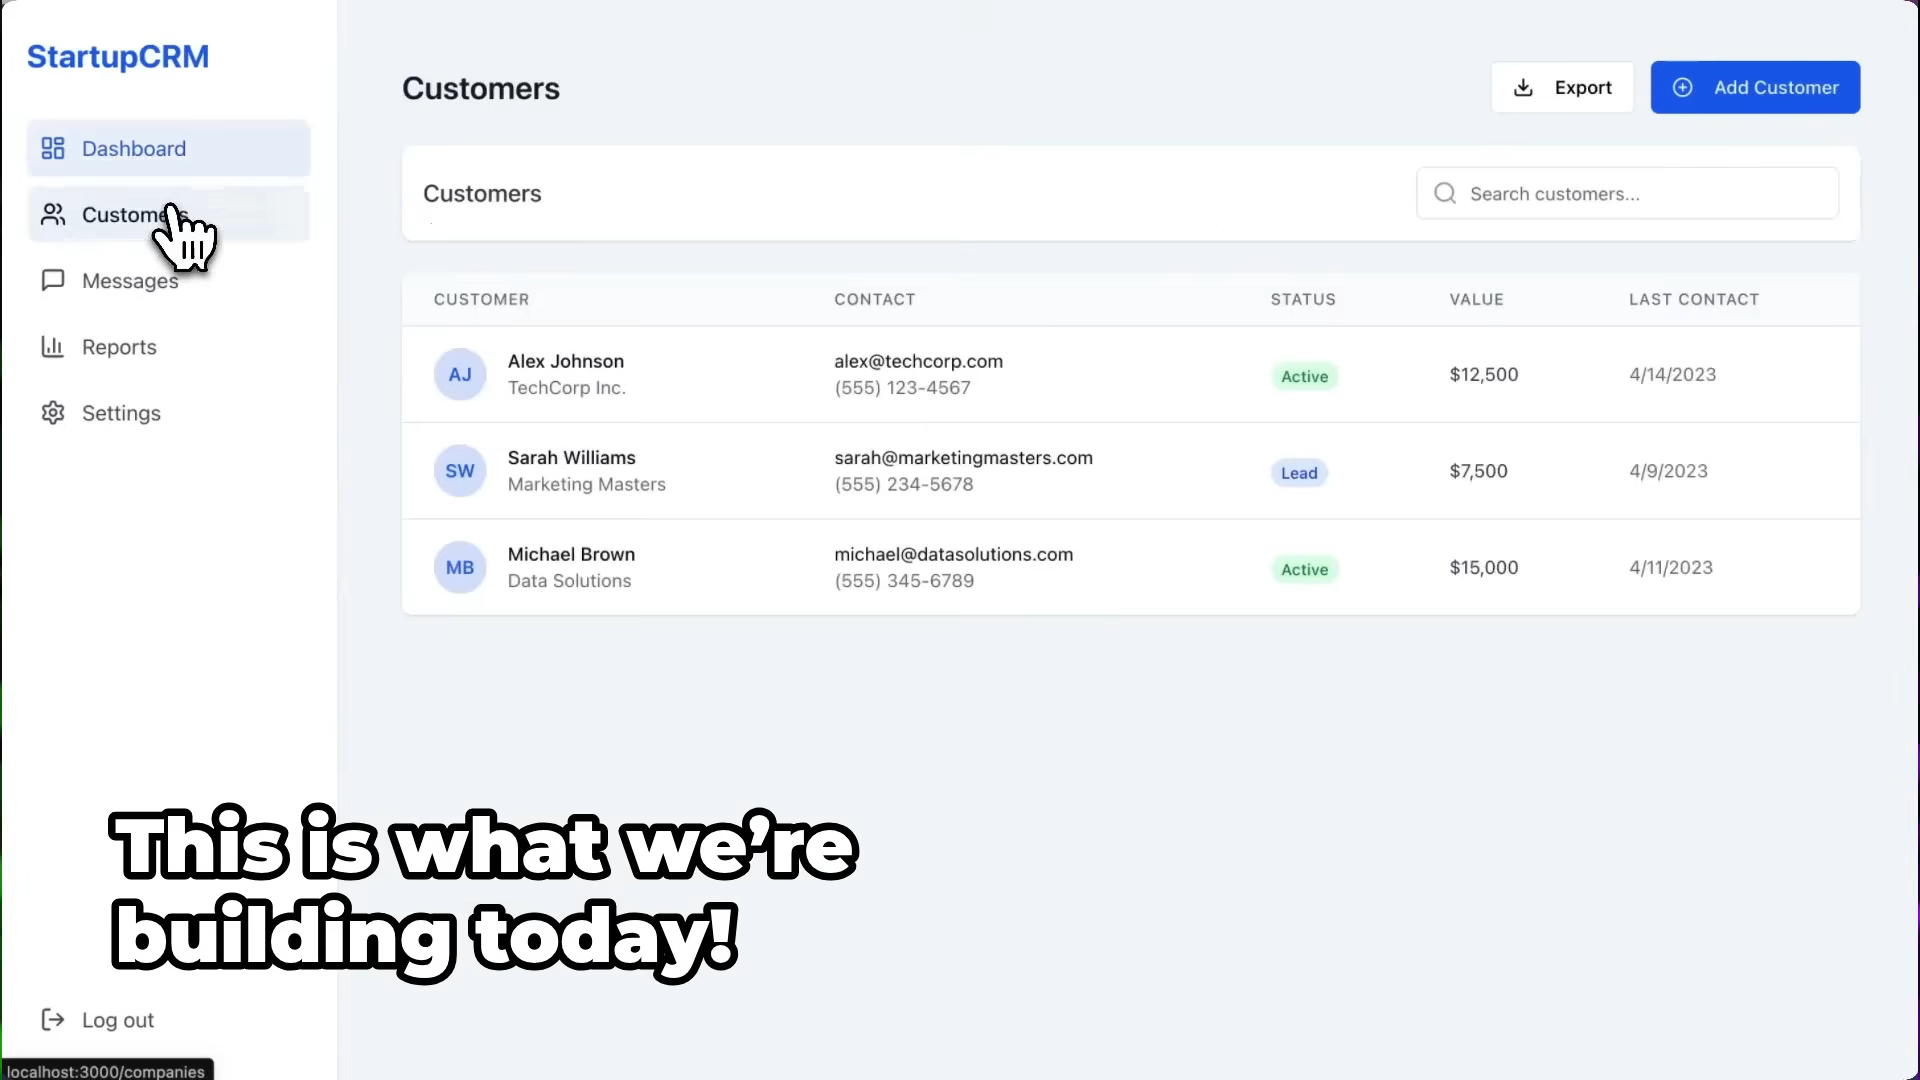 StartupCRM
Dashboard
Customers
Messages
Reports
Settings
Log out
localhost:3000/companies
Customers
Export
Add Customer
Customers
Search customers...
CUSTOMER CONTACT STATUS VALUE LAST CONTACT
AJ
Alex Johnson
TechCorp Inc.
alex@techcorp.com
(555) 123-4567
Active
$12,500
4/14/2023
SW
Sarah Williams
Marketing Masters
sarah@marketingmasters.com
(555) 234-5678
Lead
$7,500
4/9/2023
MB
Michael Brown
Data Solutions
michael@datasolutions.com
(555) 345-6789
Active
$15,000
4/11/2023
This is what we’re
building today!